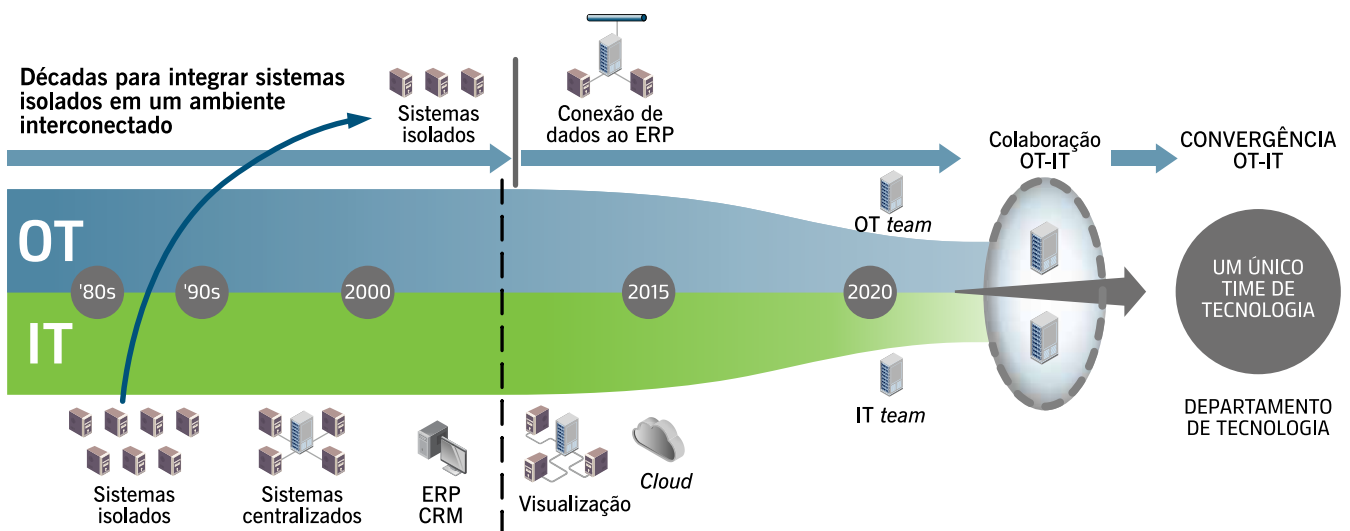 Décadas para integrar sistemas
isolados em um ambiente
interconectado
Sistemas
isolados
Conexão de
dados ao ERP
Colaboração
OT-IT
CONVERGÊNCIA
OT-IT
OT
IT
'80s
'90s
2000
2015
2020
OT team
IT team
UM ÚNICO
TIME DE
TECNOLOGIA
DEPARTAMENTO
DE TECNOLOGIA
Sistemas
isolados
Sistemas
centralizados
ERP
CRM
Visualização
Cloud